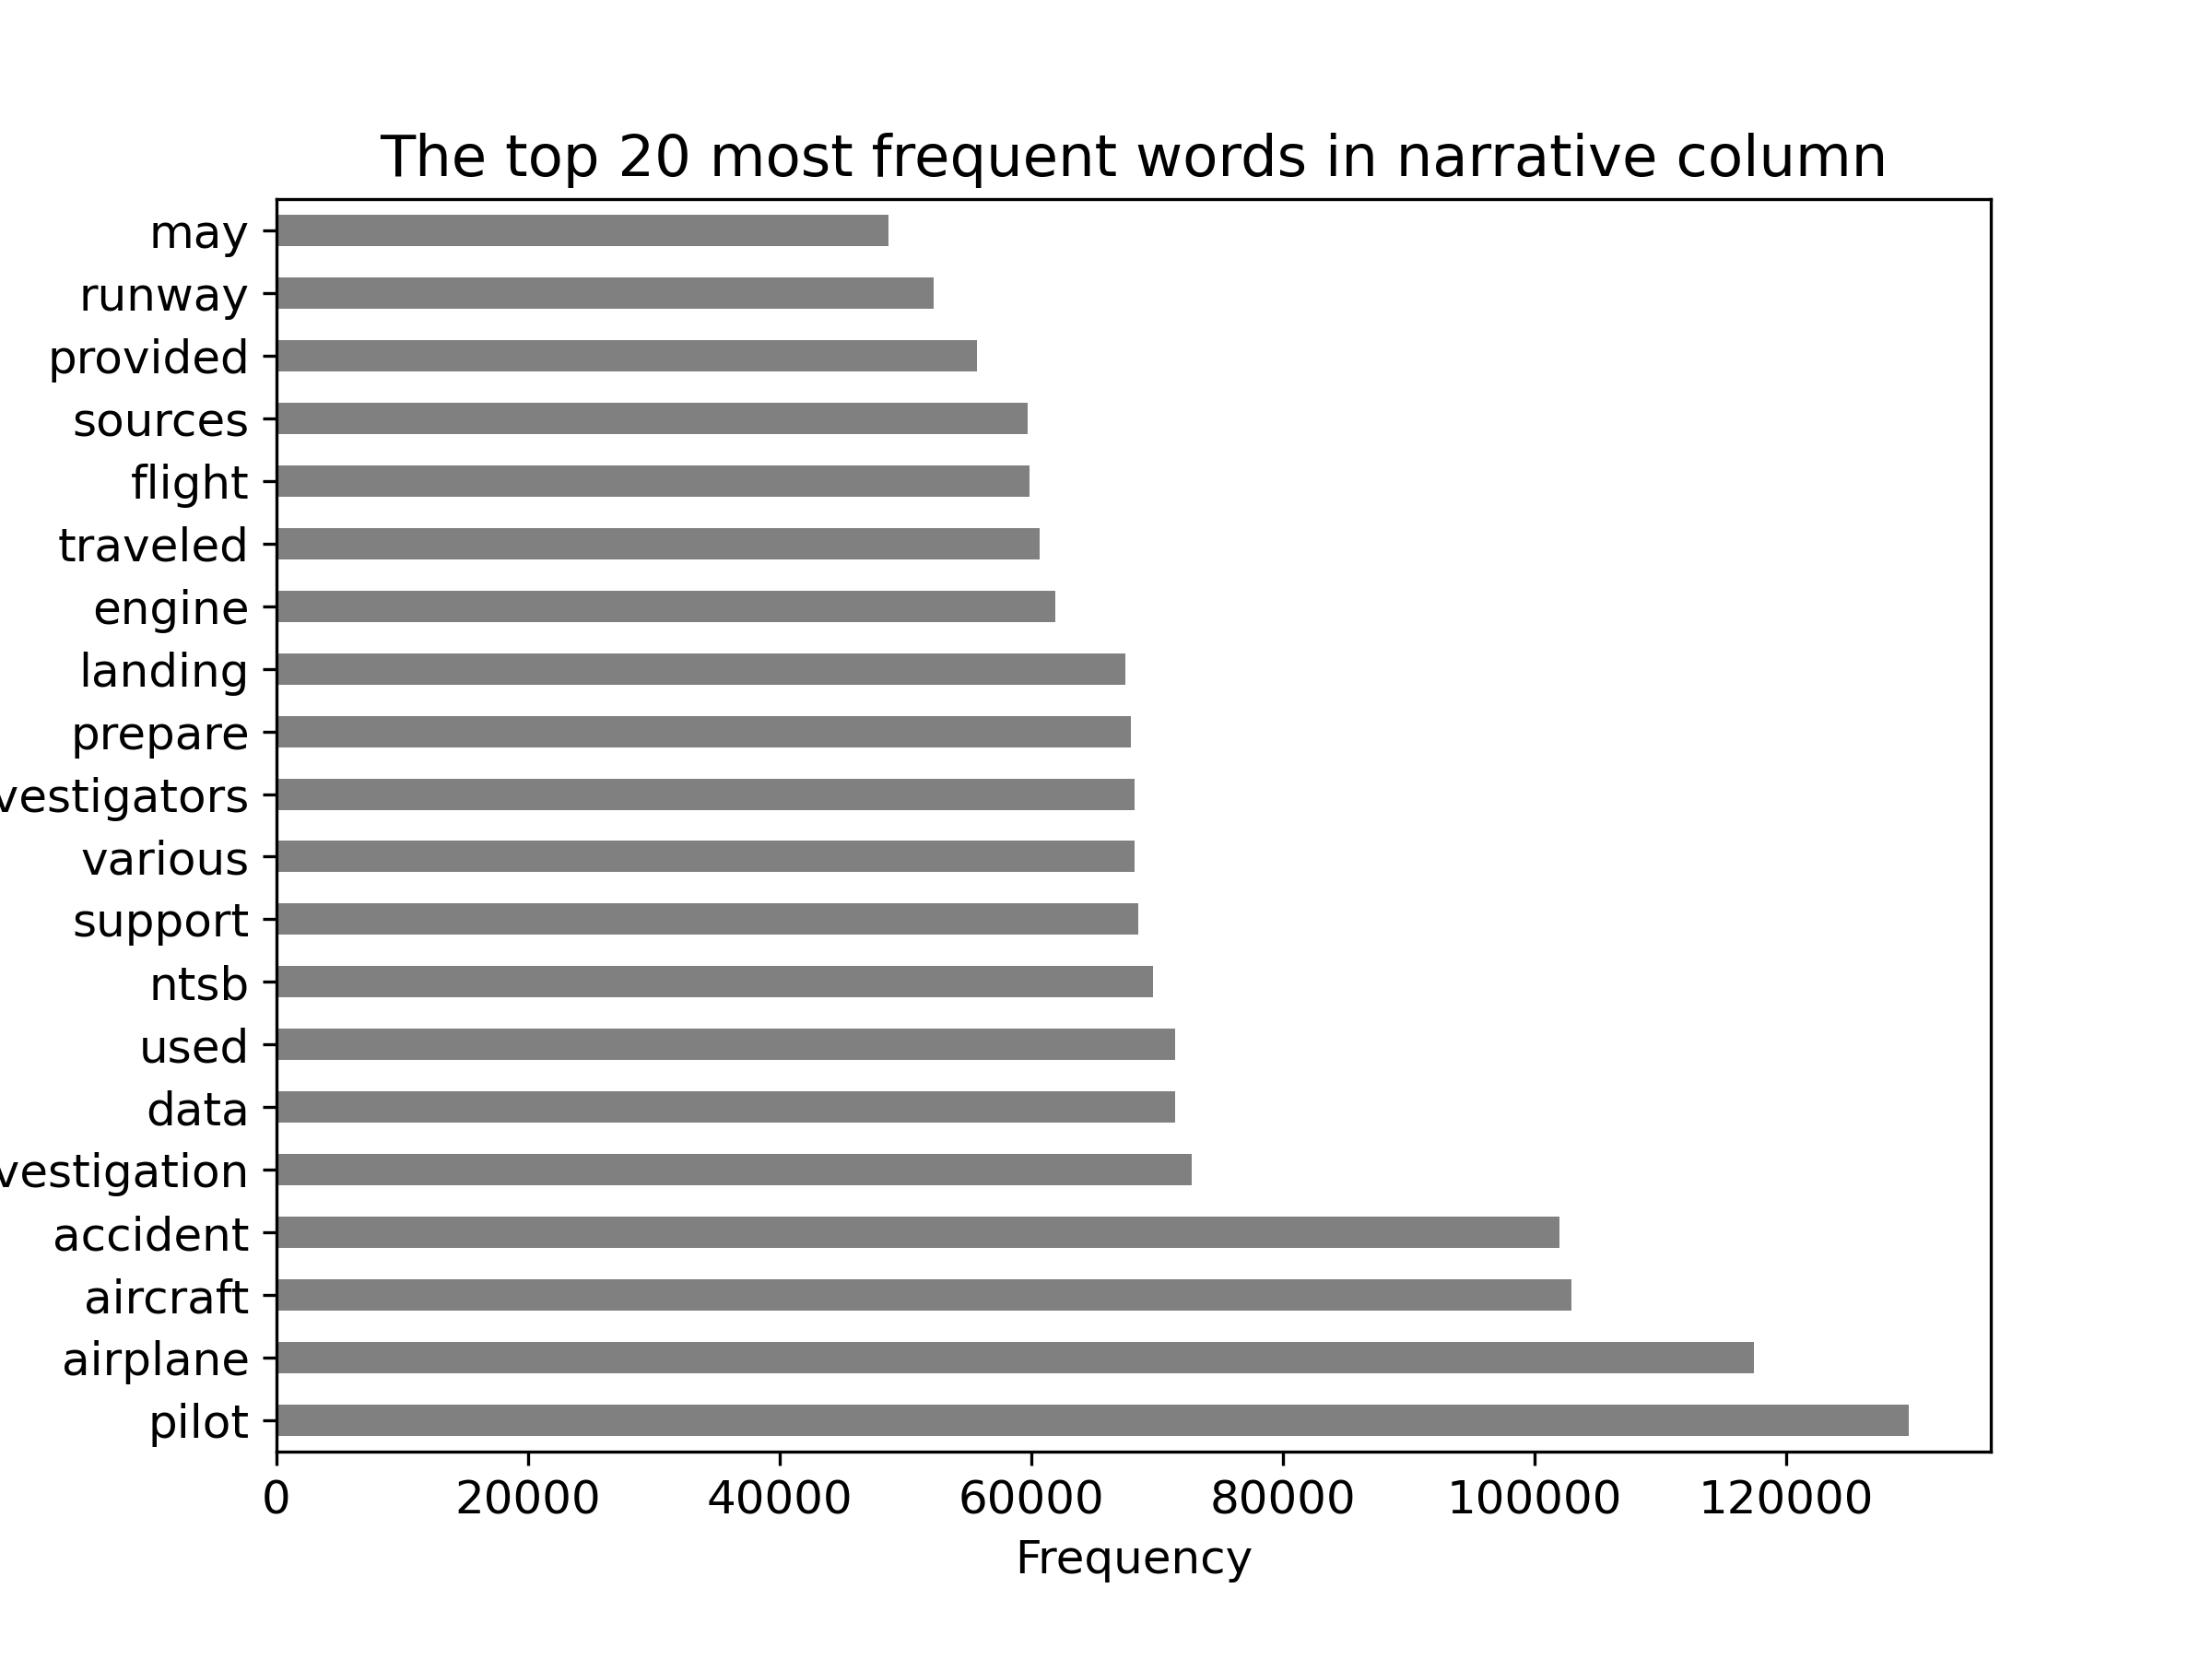 The top 20 most frequent words in narrative column
may
runway
provided
sources
flight
traveled
engine
landing
prepare
vestigators
various
support
ntsb
used
data
vestigation
accident
aircraft
airplane
pilot
0 20000 40000 60000 80000 100000 120000
Frequency